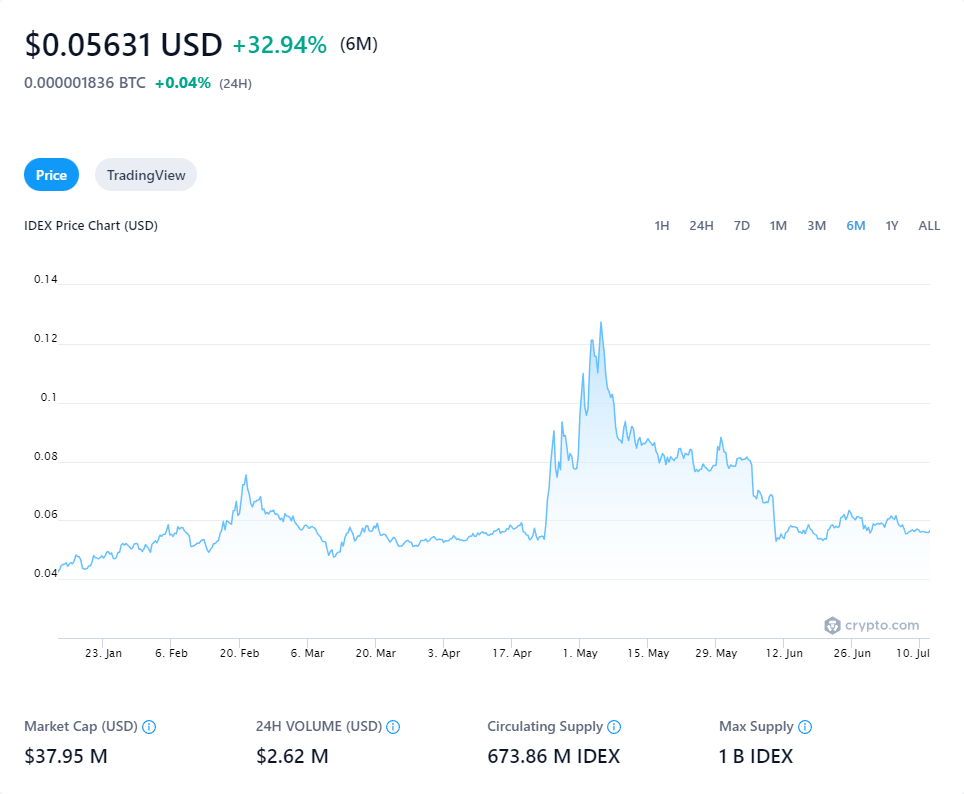 $0.05631 USD +32.94% (6M)
0.000001836 BTC +0.04% (24H)
Price TradingView
IDEX Price Chart (USD) 1H 24H 7D 1M 3M 6M 1Y ALL
0.14
0.12
0.1
0.08
0.06
0.04
crypto.com
23. Jan 6. Feb 20. Feb 6. Mar 20. Mar 3. Apr 17. Apr 1. May 15. May 29. May 12. Jun 26. Jun 10. Jul
Market Cap (USD) 24H VOLUME (USD) Circulating Supply Max Supply
$37.95 M $2.62 M 673.86 M IDEX 1 B IDEX